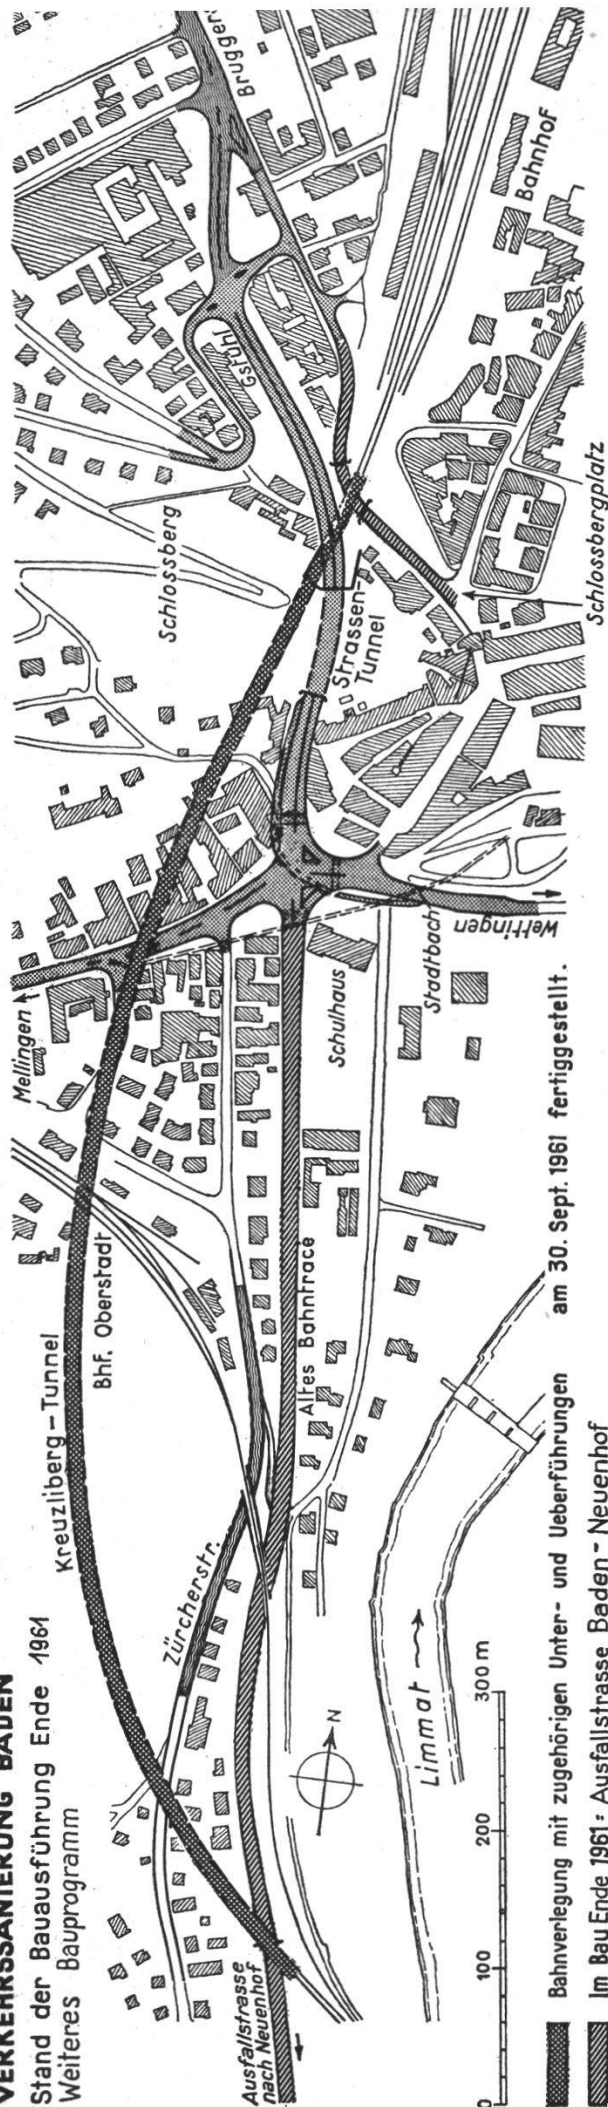 VERKEHRSSANIERUNG BADEN
Stand der Bauausführung Ende 1961
Weiteres Bauprogramm
Kreuzliberg-Tunnel
Bhf. Oberstadt
Mellingen
Schlossberg
Gstühl
Brugger
Zürcherstr.
Altes Bahntrace
Schulhaus
Stadtbach
Wettingen
Strassen-
Tunnel
Schlossbergplatz
Bahnhof
Ausfallstrasse
nach Neuenhof
N
Limmat
0 100 200 300 m
Bahnverlegung mit zugehörigen Unter- und Ueberführungen am 30. Sept. 1961 fertiggestellt.
Im Bau Ende 1961: Ausfallstrasse Baden-Neuenhof